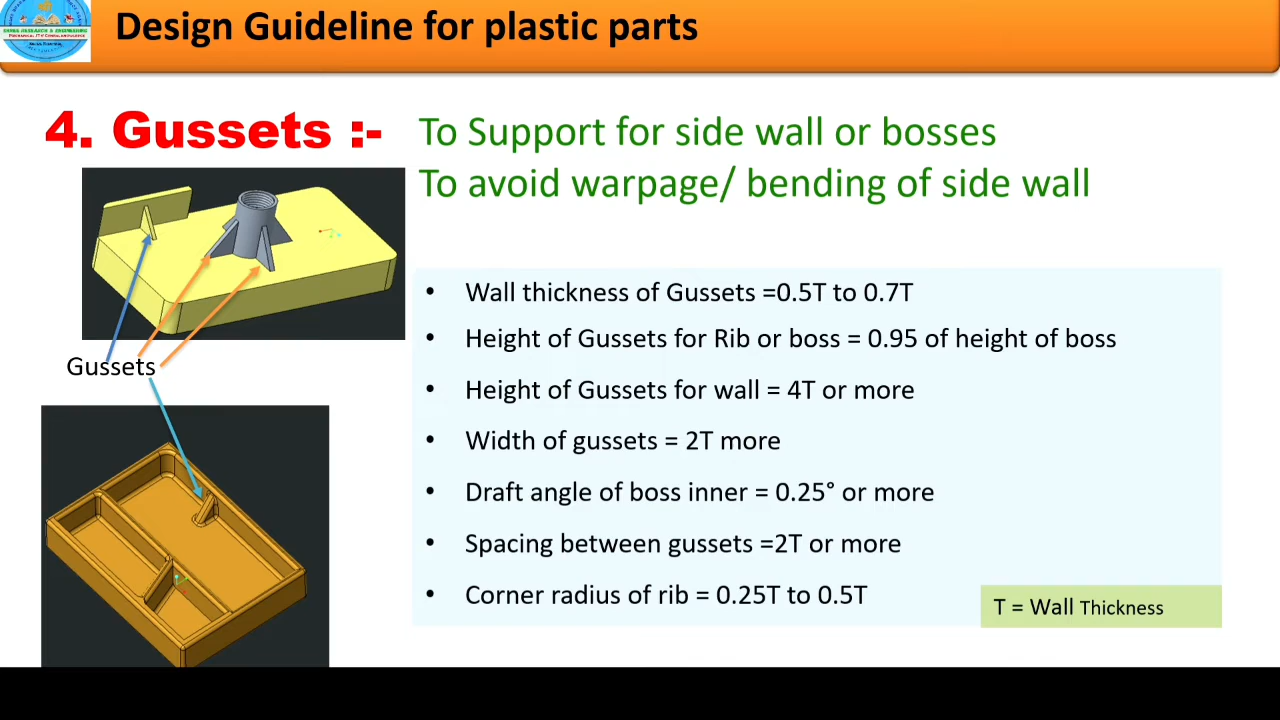 Design Guideline for plastic parts
4. Gussets :-
To Support for side wall or bosses
To avoid warpage/ bending of side wall
Gussets
• Wall thickness of Gussets =0.5T to 0.7T
• Height of Gussets for Rib or boss = 0.95 of height of boss
• Height of Gussets for wall = 4T or more
• Width of gussets = 2T more
• Draft angle of boss inner = 0.25° or more
• Spacing between gussets =2T or more
• Corner radius of rib = 0.25T to 0.5T
T = Wall Thickness